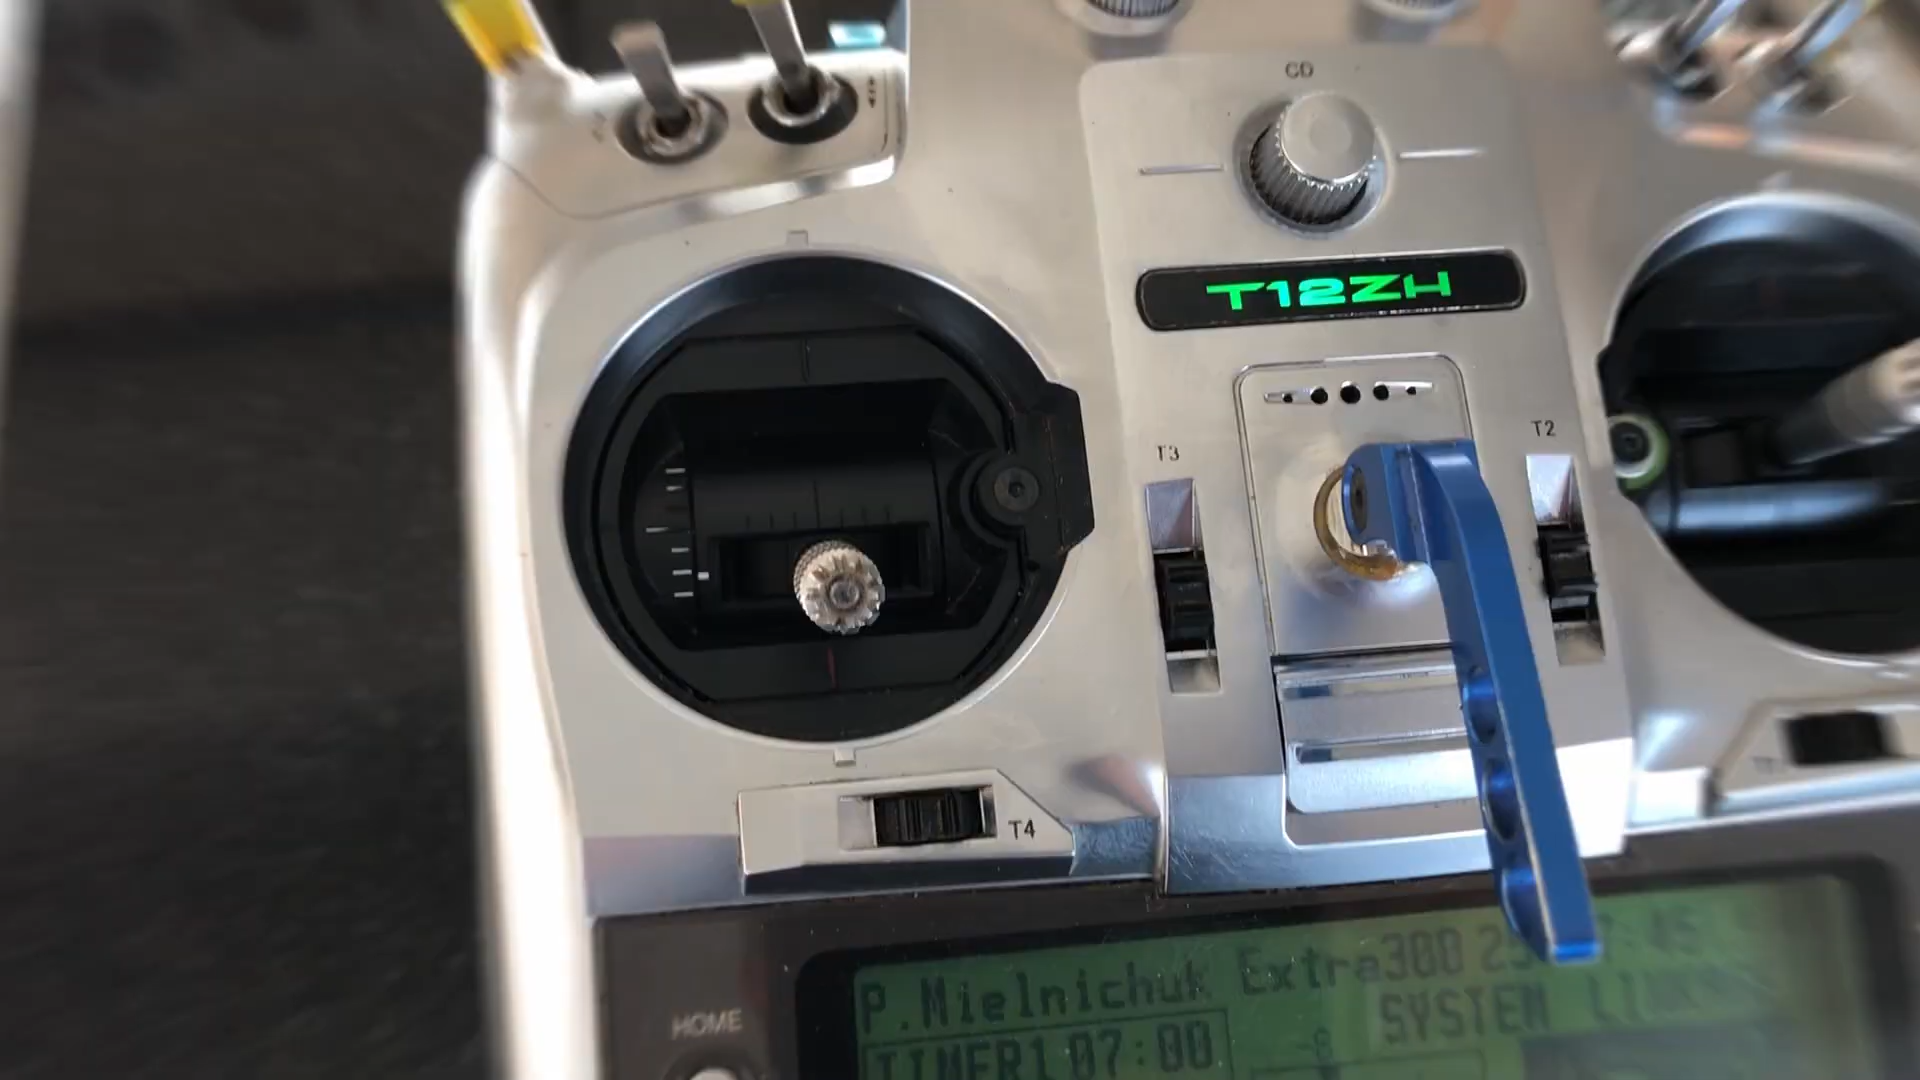 CD
T12ZH
T3
T2
T4
P.Mielnichuk Extra300
SYSTEM
HOME
TIMER1 07:00